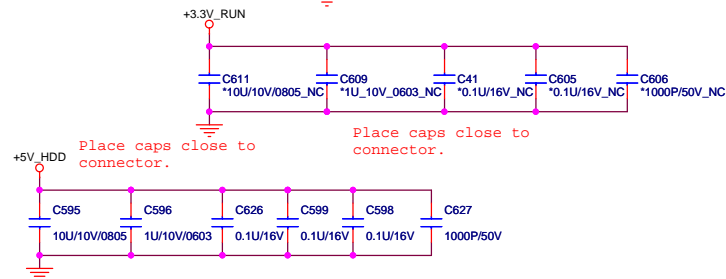 +3.3V_RUN
C611 C609 C41 C605 C606
*10U/10V/0805_NC *1U_10V_0603_NC *0.1U/16V_NC *0.1U/16V_NC *1000P/50V_NC
Place caps close to
connector.
Place caps close to
connector.
+5V_HDD
C595 C596 C626 C599 C598 C627
10U/10V/0805 1U/10V/0603 0.1U/16V 0.1U/16V 0.1U/16V 1000P/50V